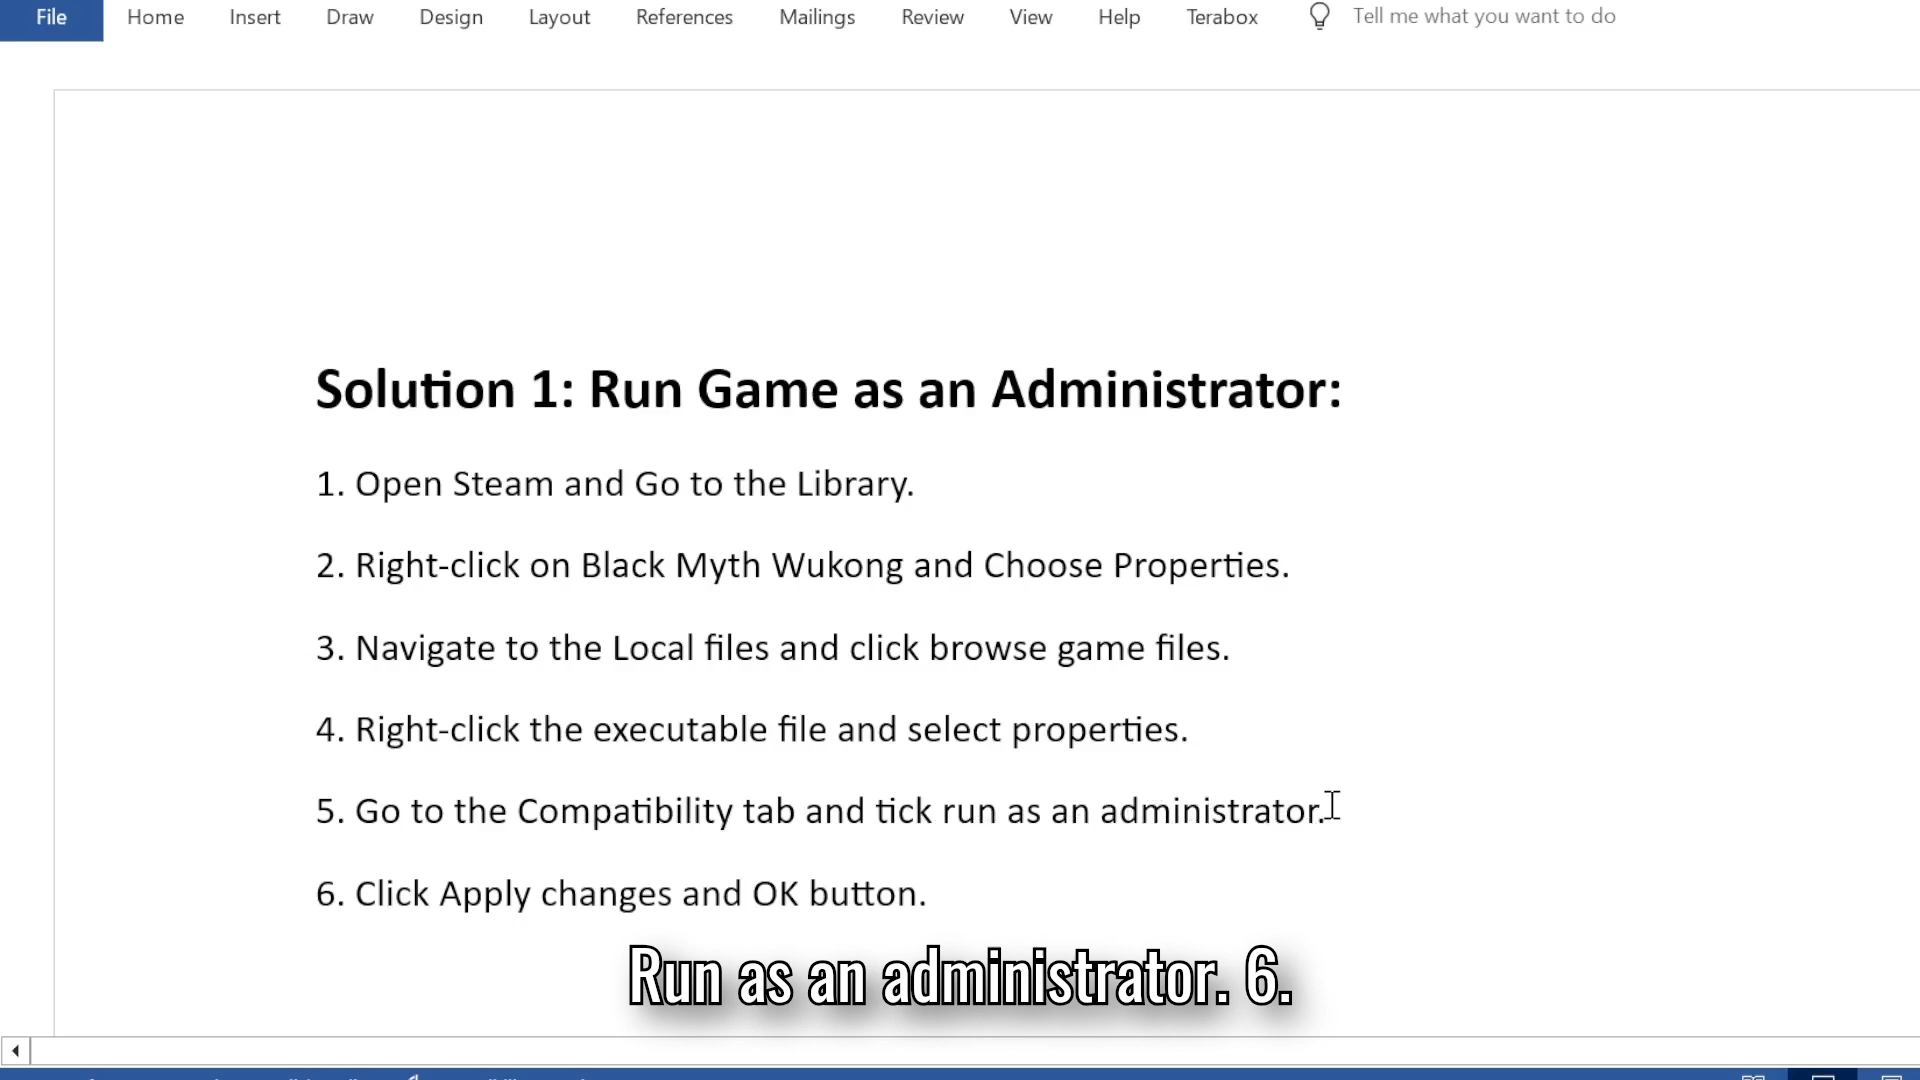 File Home Insert Draw Design Layout References Mailings Review View Help Terabox Tell me what you want to do
Solution 1: Run Game as an Administrator:
1. Open Steam and Go to the Library.
2. Right-click on Black Myth Wukong and Choose Properties.
3. Navigate to the Local files and click browse game files.
4. Right-click the executable file and select properties.
5. Go to the Compatibility tab and tick run as an administrator.
6. Click Apply changes and OK button.
Run as an administrator. 6.